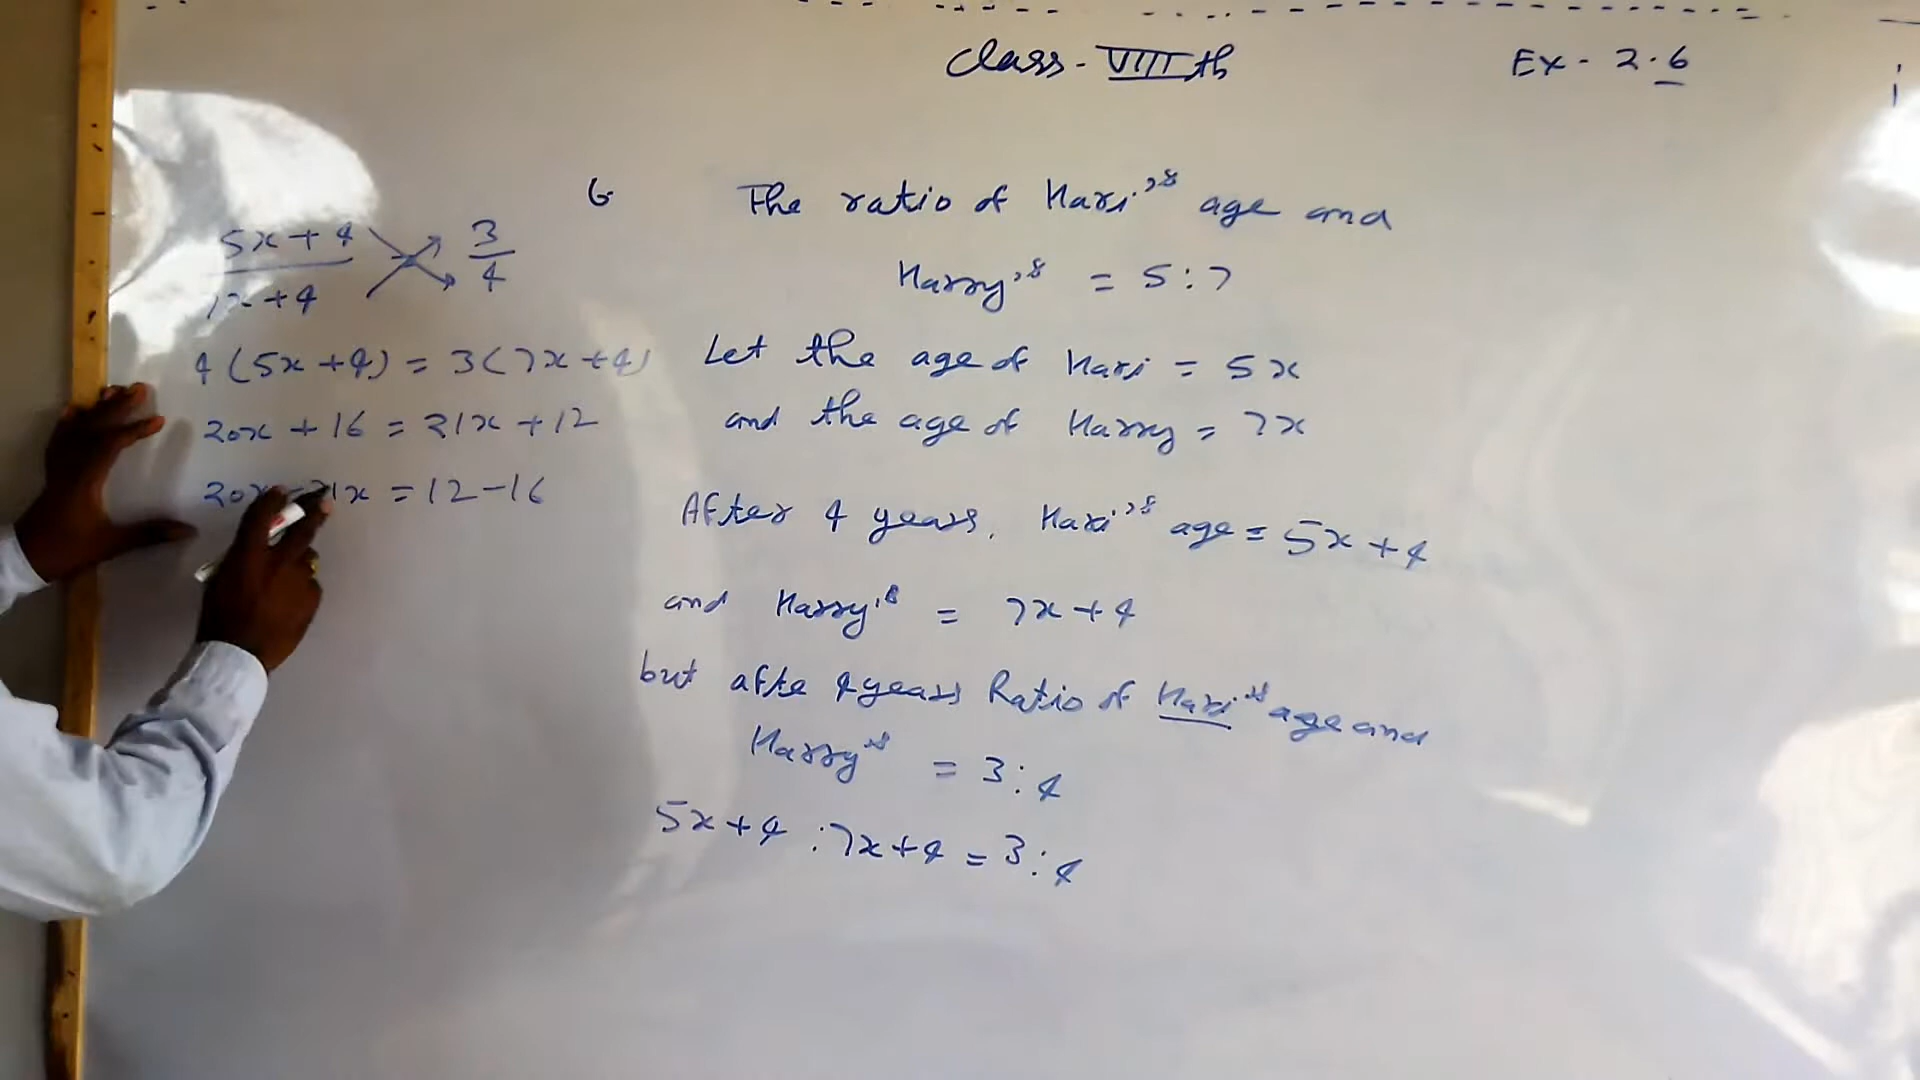 Class - VIIIth
Ex - 2.6
6
The ratio of Hari's age and
Harry's = 5:7
Let the age of Hari = 5x
and the age of Harry = 7x
After 4 years, Hari's age = 5x + 4
and Harry's = 7x + 4
but afte 4 years Ratio of Hari's age and
Harry's = 3:4
5x+4 : 7x+4 = 3:4
5x+4 3
7x+4 4
4(5x+4) = 3(7x+4)
20x + 16 = 21x + 12
20x - 21x = 12-16